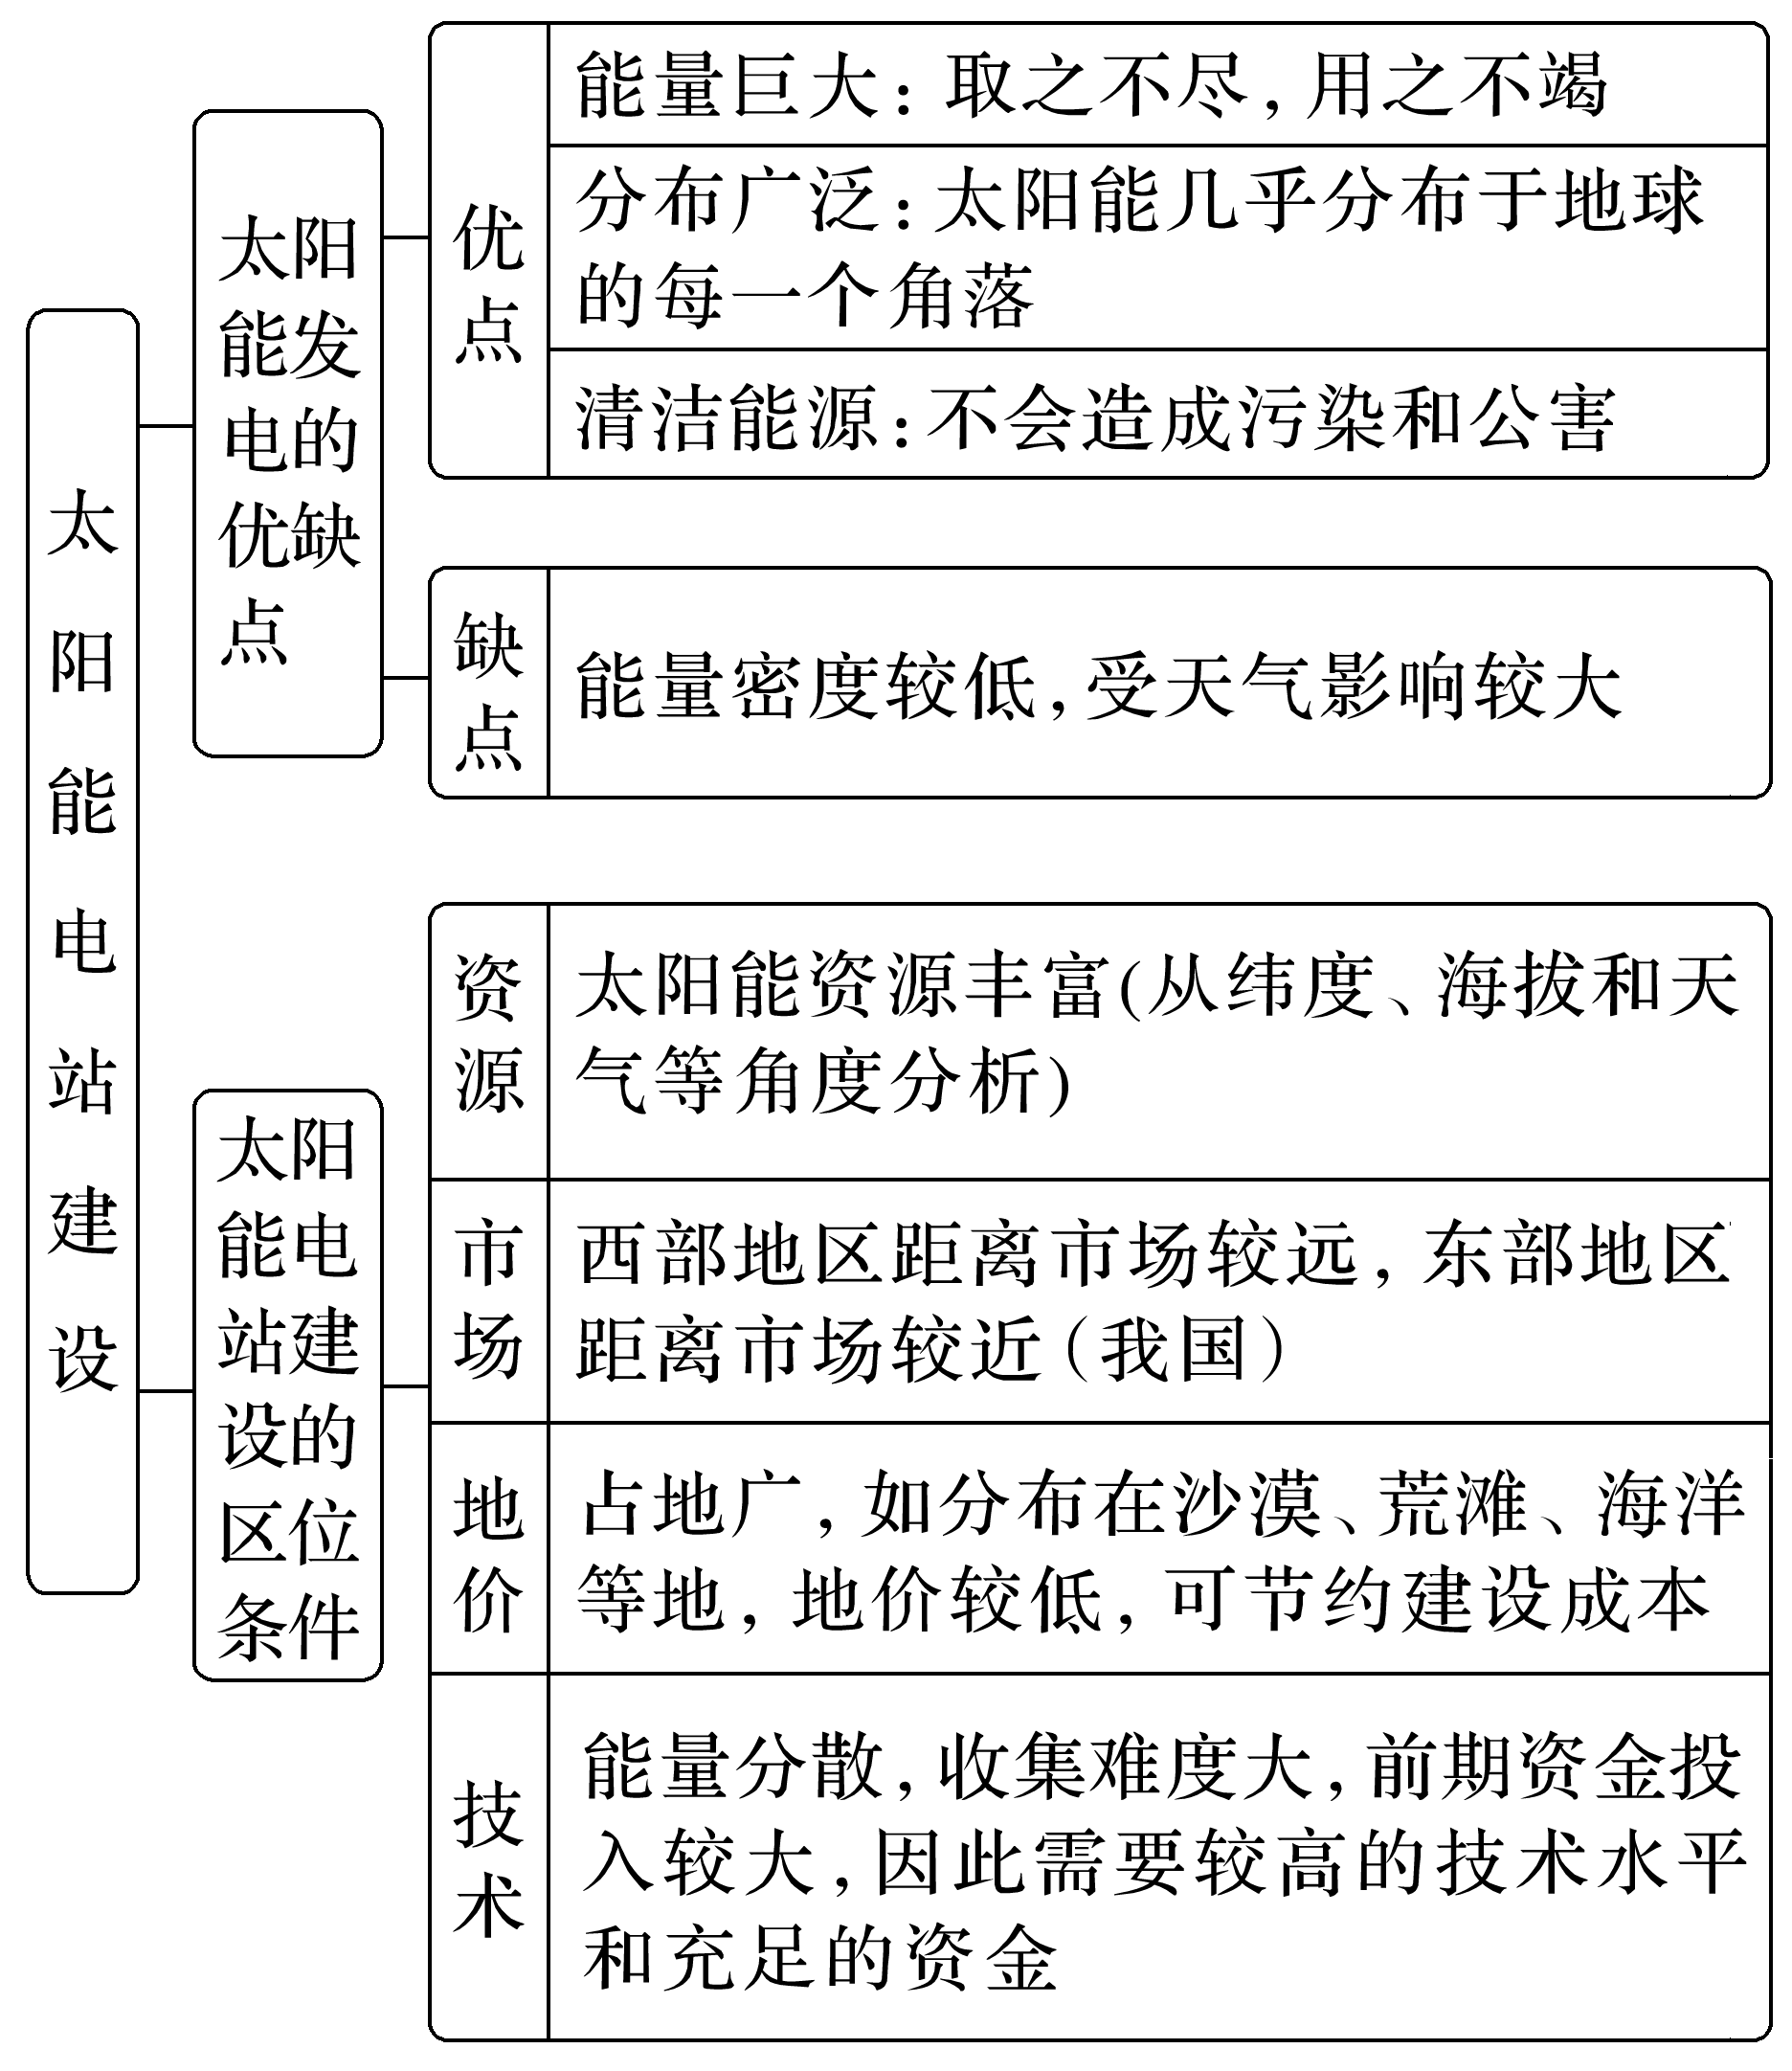 太
阳
能
电
站
建
设
太阳
能发
电的
优缺
点
优
点
能量巨大：取之不尽，用之不竭
分布广泛：太阳能几乎分布于地球
的每一个角落
清洁能源：不会造成污染和公害
缺
点
能量密度较低，受天气影响较大
太阳
能电
站建
设的
区位
条件
资
源
太阳能资源丰富(从纬度、海拔和天
气等角度分析)
市
场
西部地区距离市场较远，东部地区
距离市场较近（我国）
地
价
占地广，如分布在沙漠、荒滩、海洋
等地，地价较低，可节约建设成本
技
术
能量分散，收集难度大，前期资金投
入较大，因此需要较高的技术水平
和充足的资金